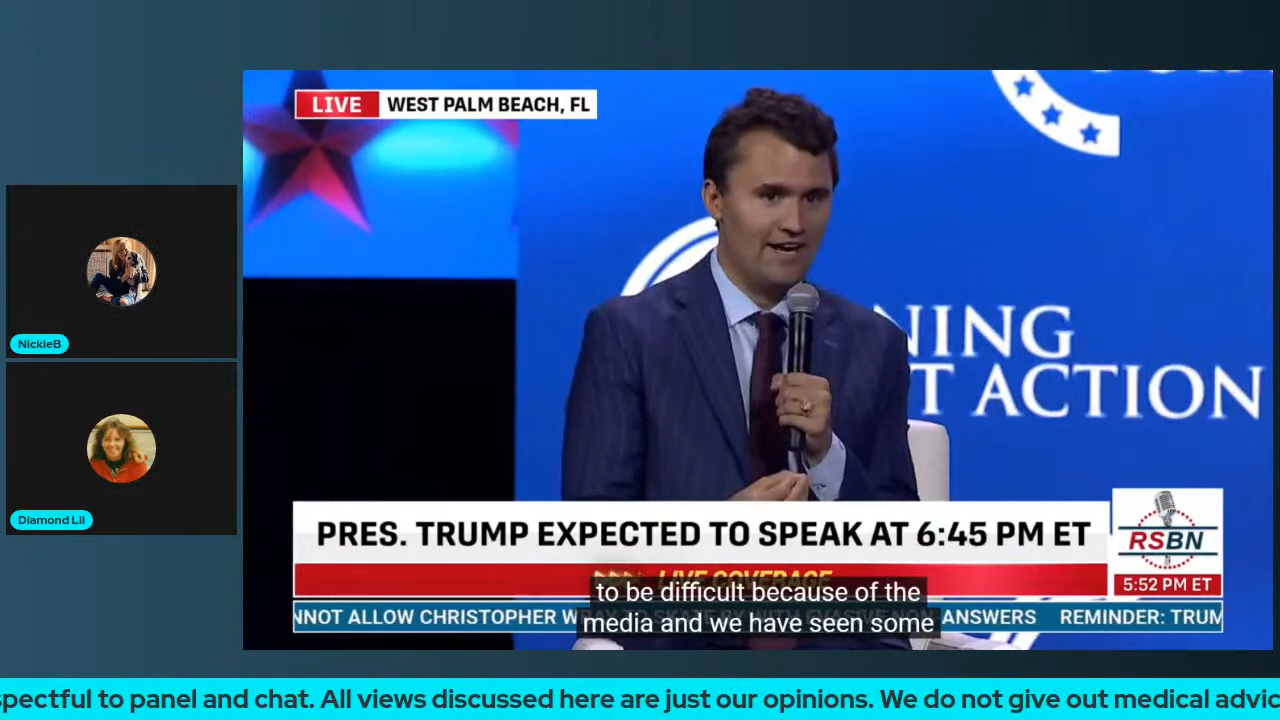 LIVE WEST PALM BEACH, FL
NickieB
Diamond Lil
NING
T ACTION
PRES. TRUMP EXPECTED TO SPEAK AT 6:45 PM ET
RSBN
LIVE COVERAGE
5:52 PM ET
to be difficult because of the
media and we have seen some
NNOT ALLOW CHRISTOPHER ANSWERS REMINDER: TRUM
spectful to panel and chat. All views discussed here are just our opinions. We do not give out medical advic